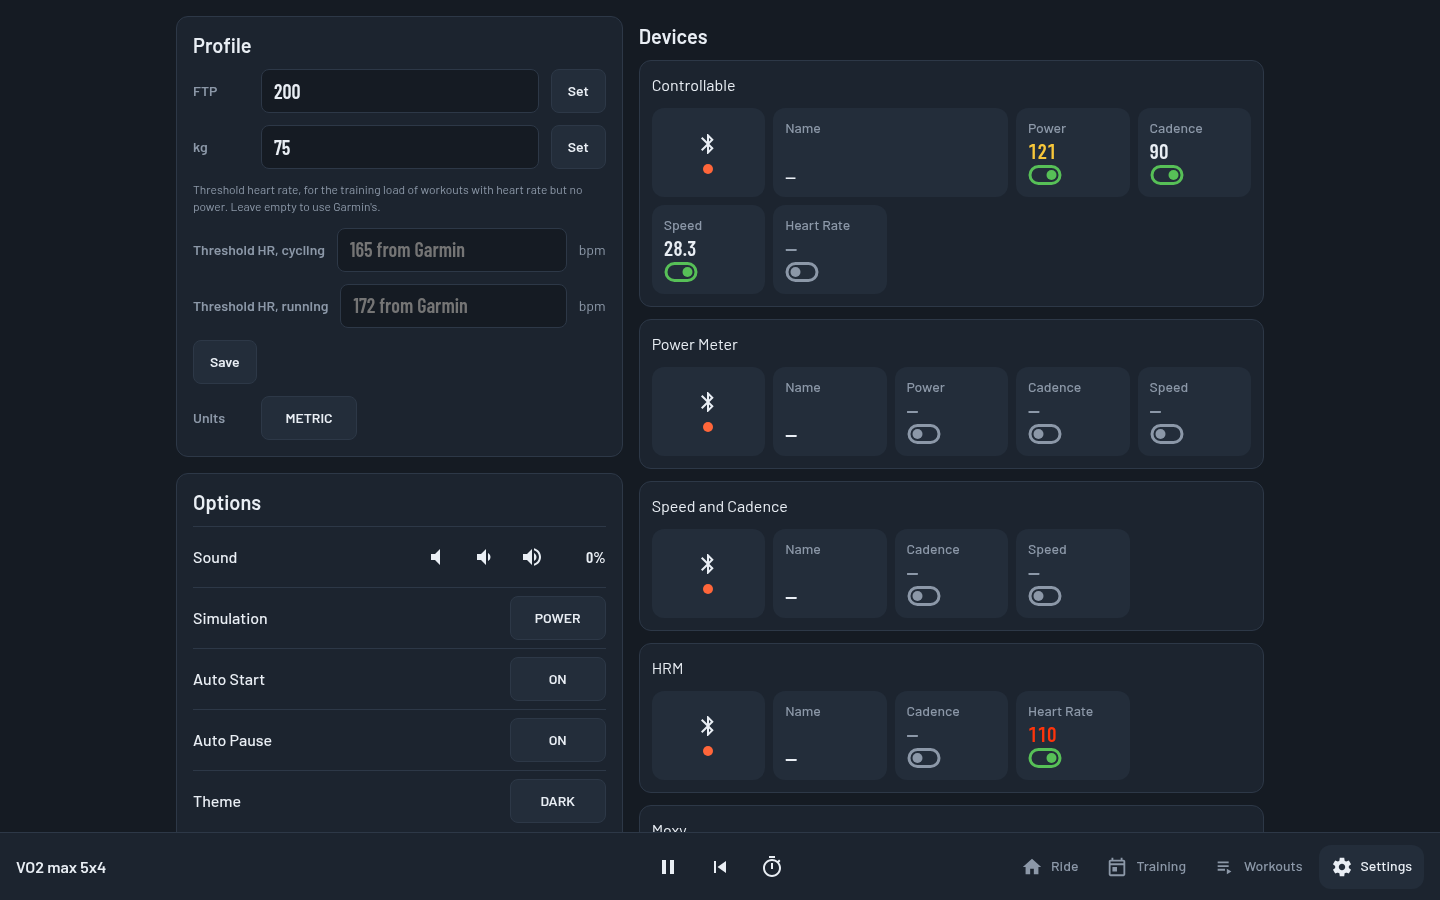 Profile
FTP
200
Set
kg
75
Set
Threshold heart rate, for the training load of workouts with heart rate but no
power. Leave empty to use Garmin's.
Threshold HR, cycling
165 from Garmin
bpm
Threshold HR, running
172 from Garmin
bpm
Save
Units
METRIC
Options
Sound
0%
Simulation
POWER
Auto Start
ON
Auto Pause
ON
Theme
DARK
Devices
Controllable
Name
--
Power
121
Cadence
90
Speed
28.3
Heart Rate
--
Power Meter
Name
--
Power
--
Cadence
--
Speed
--
Speed and Cadence
Name
--
Cadence
--
Speed
--
HRM
Name
--
Cadence
--
Heart Rate
110
Moxy
VO2 max 5x4
Ride
Training
Workouts
Settings